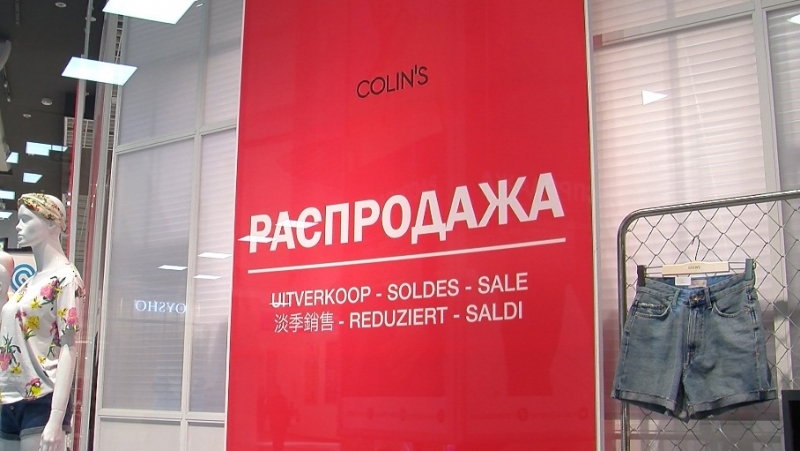 COLIN'S
РАСПРОДАЖА
UITVERKOOP - SOLDES - SALE
淡季銷售 - REDUZIERT - SALDI